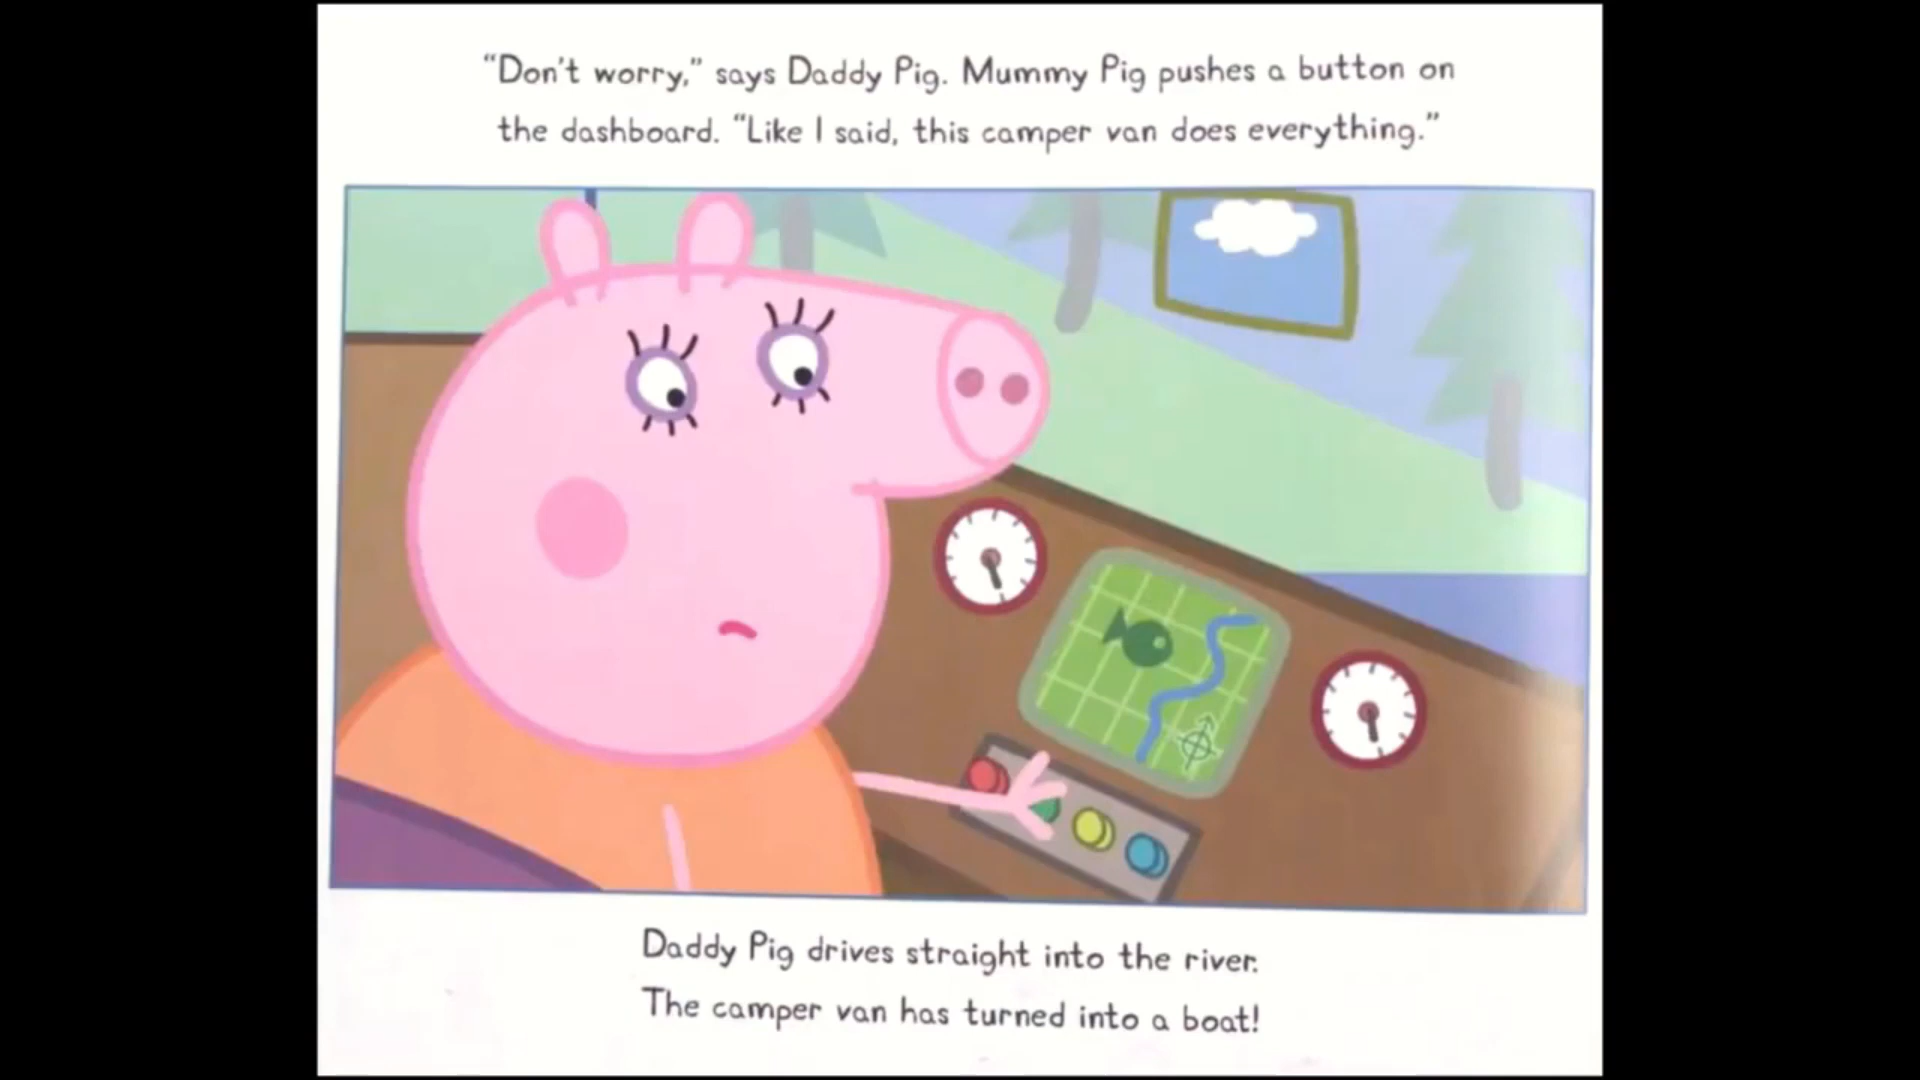 “Don't worry,” says Daddy Pig. Mummy Pig pushes a button on
the dashboard. “Like I said, this camper van does everything.”
Daddy Pig drives straight into the river.
The camper van has turned into a boat!